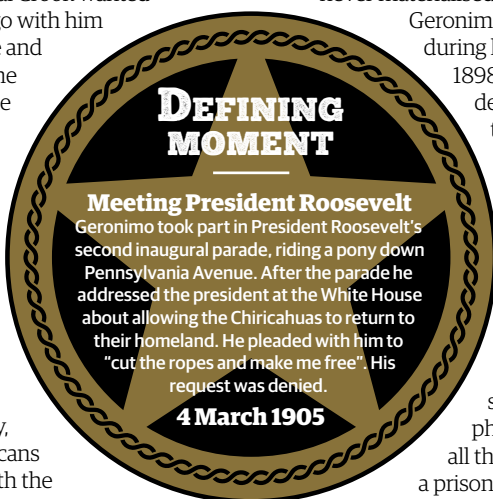 go with him
e and
ne
e
DEFINING
MOMENT
Meeting President Roosevelt
Geronimo took part in President Roosevelt's
second inaugural parade, riding a pony down
Pennsylvania Avenue. After the parade he
addressed the president at the White House
about allowing the Chiricahuas to return to
their homeland. He pleaded with him to
“cut the ropes and make me free”. His
request was denied.
4 March 1905
y,
cans
th the
Geronim
during l
1898
de
t
s
ph
all th
a prison